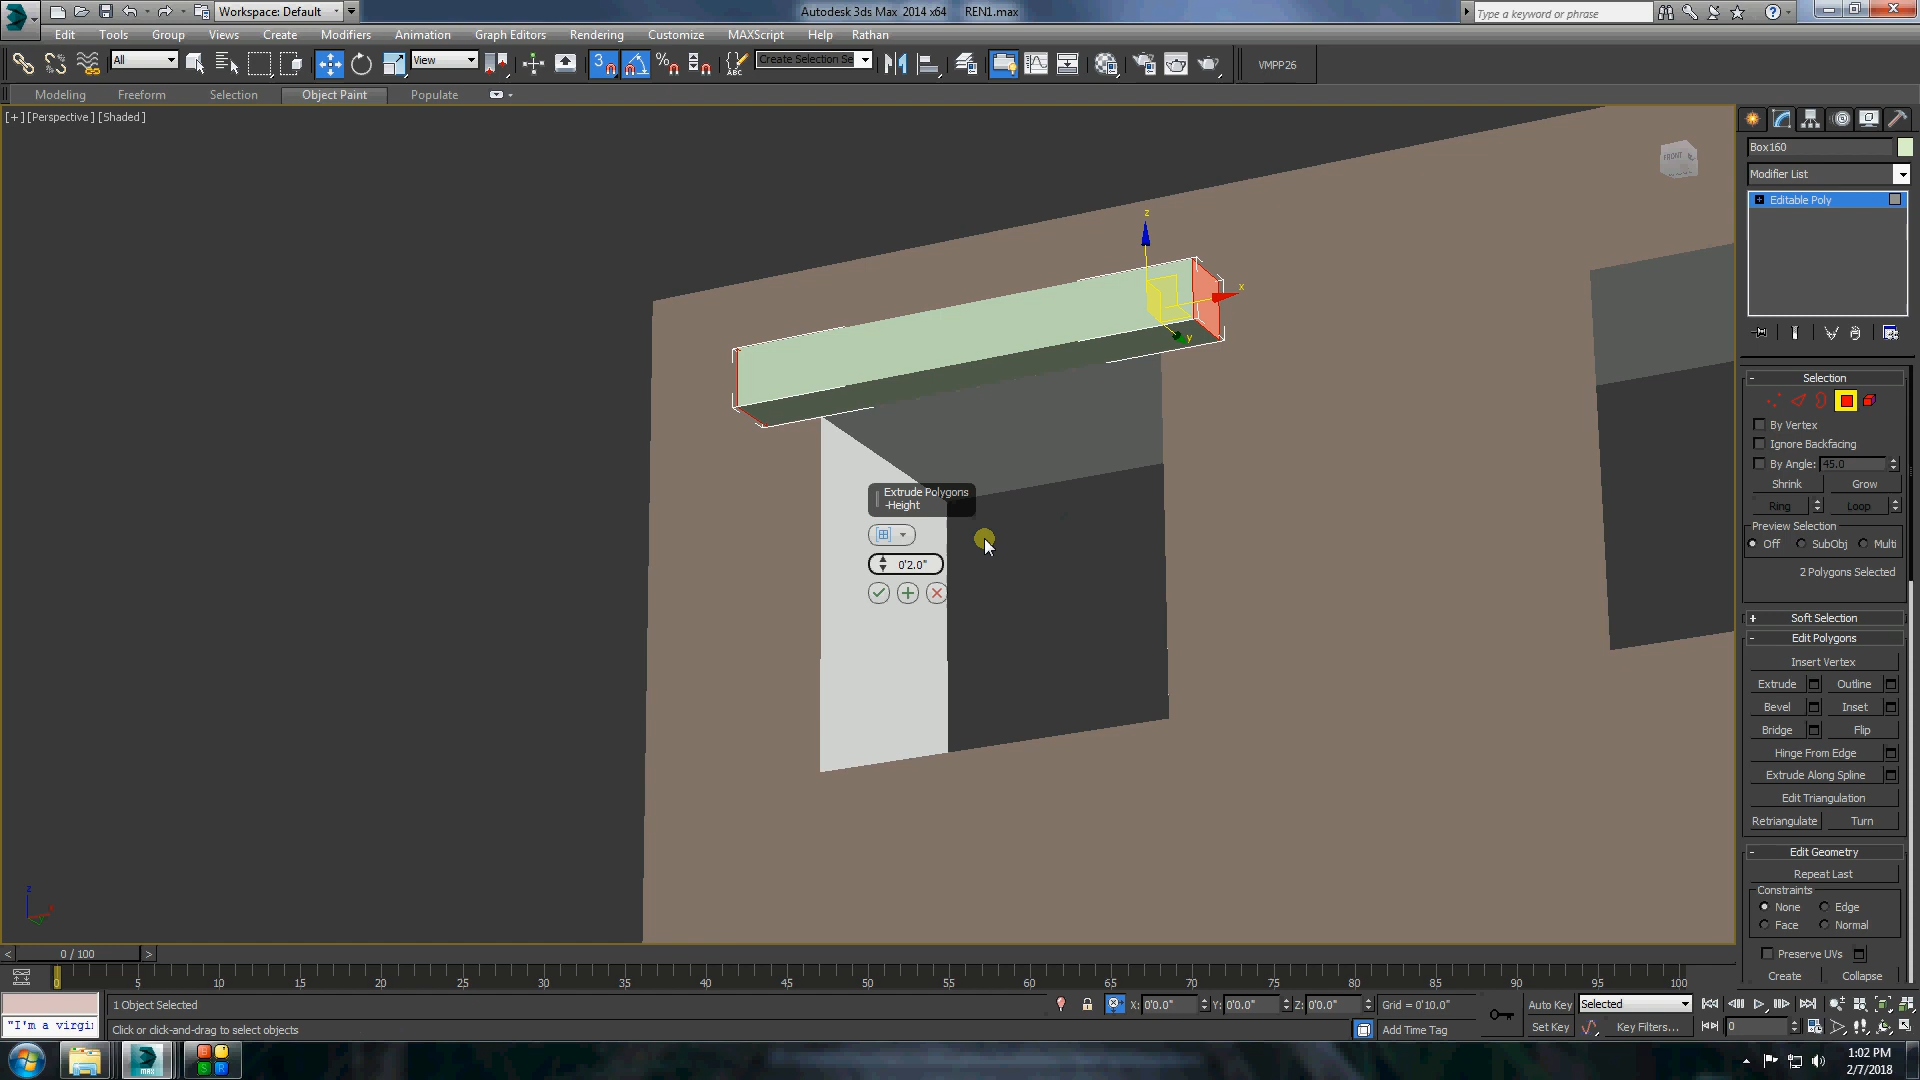 Workspace: Default
Autodesk 3ds Max 2014 x64 REN1.max
Type a keyword or phrase
Edit Tools Group Views Create Modifiers Animation Graph Editors Rendering Customize MAXScript Help Rathan
All
View
3
%
ABC
Create Selection Se
VMPP26
Modeling Freeform Selection Object Paint Populate
[+] [Perspective] [Shaded]
FRONT
z
x
y
Extrude Polygons
-Height
0'2.0"
Box160
Modifier List
Editable Poly
- Selection
By Vertex
Ignore Backfacing
By Angle: 45.0
Shrink Grow
Ring Loop
Preview Selection
Off SubObj Multi
2 Polygons Selected
+ Soft Selection
- Edit Polygons
Insert Vertex
Extrude Outline
Bevel Inset
Bridge Flip
Hinge From Edge
Extrude Along Spline
Edit Triangulation
Retriangulate Turn
- Edit Geometry
Repeat Last
Constraints
None Edge
Face Normal
Preserve UVs
Create Collapse
z
< 0 / 100 >
0 5 10 15 20 25 30 35 40 45 50 55 60 65 70 75 80 85 90 95 100
1 Object Selected
X: 0'0.0" Y: 0'0.0" Z: 0'0.0" Grid = 0'10.0"
Auto Key Selected
"I'm a virgi
Click or click-and-drag to select objects
Add Time Tag
Set Key Key Filters... 0
MAX
1:02 PM
2/7/2018